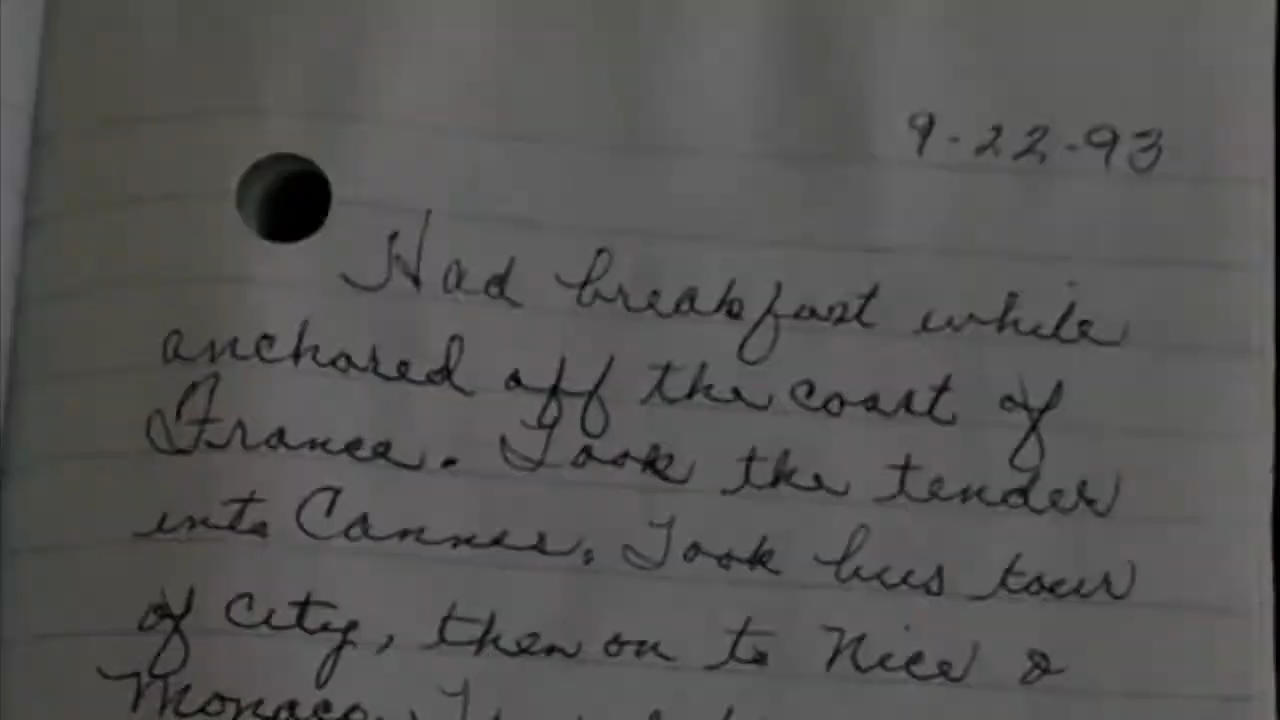 9-22-93
Had breakfast while
anchored off the coast of
France. Took the tender
into Cannes. Took bus tour
of city, then on to Nice &
Monaco.